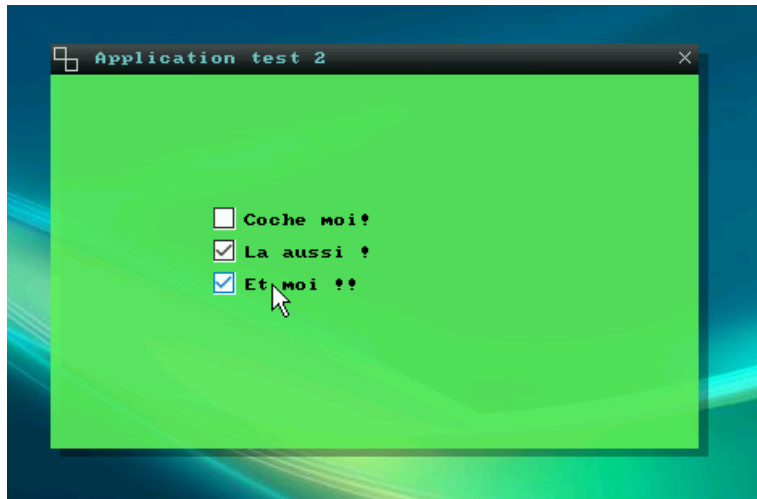 Application test 2
Coche moi!
La aussi !
Et moi !!